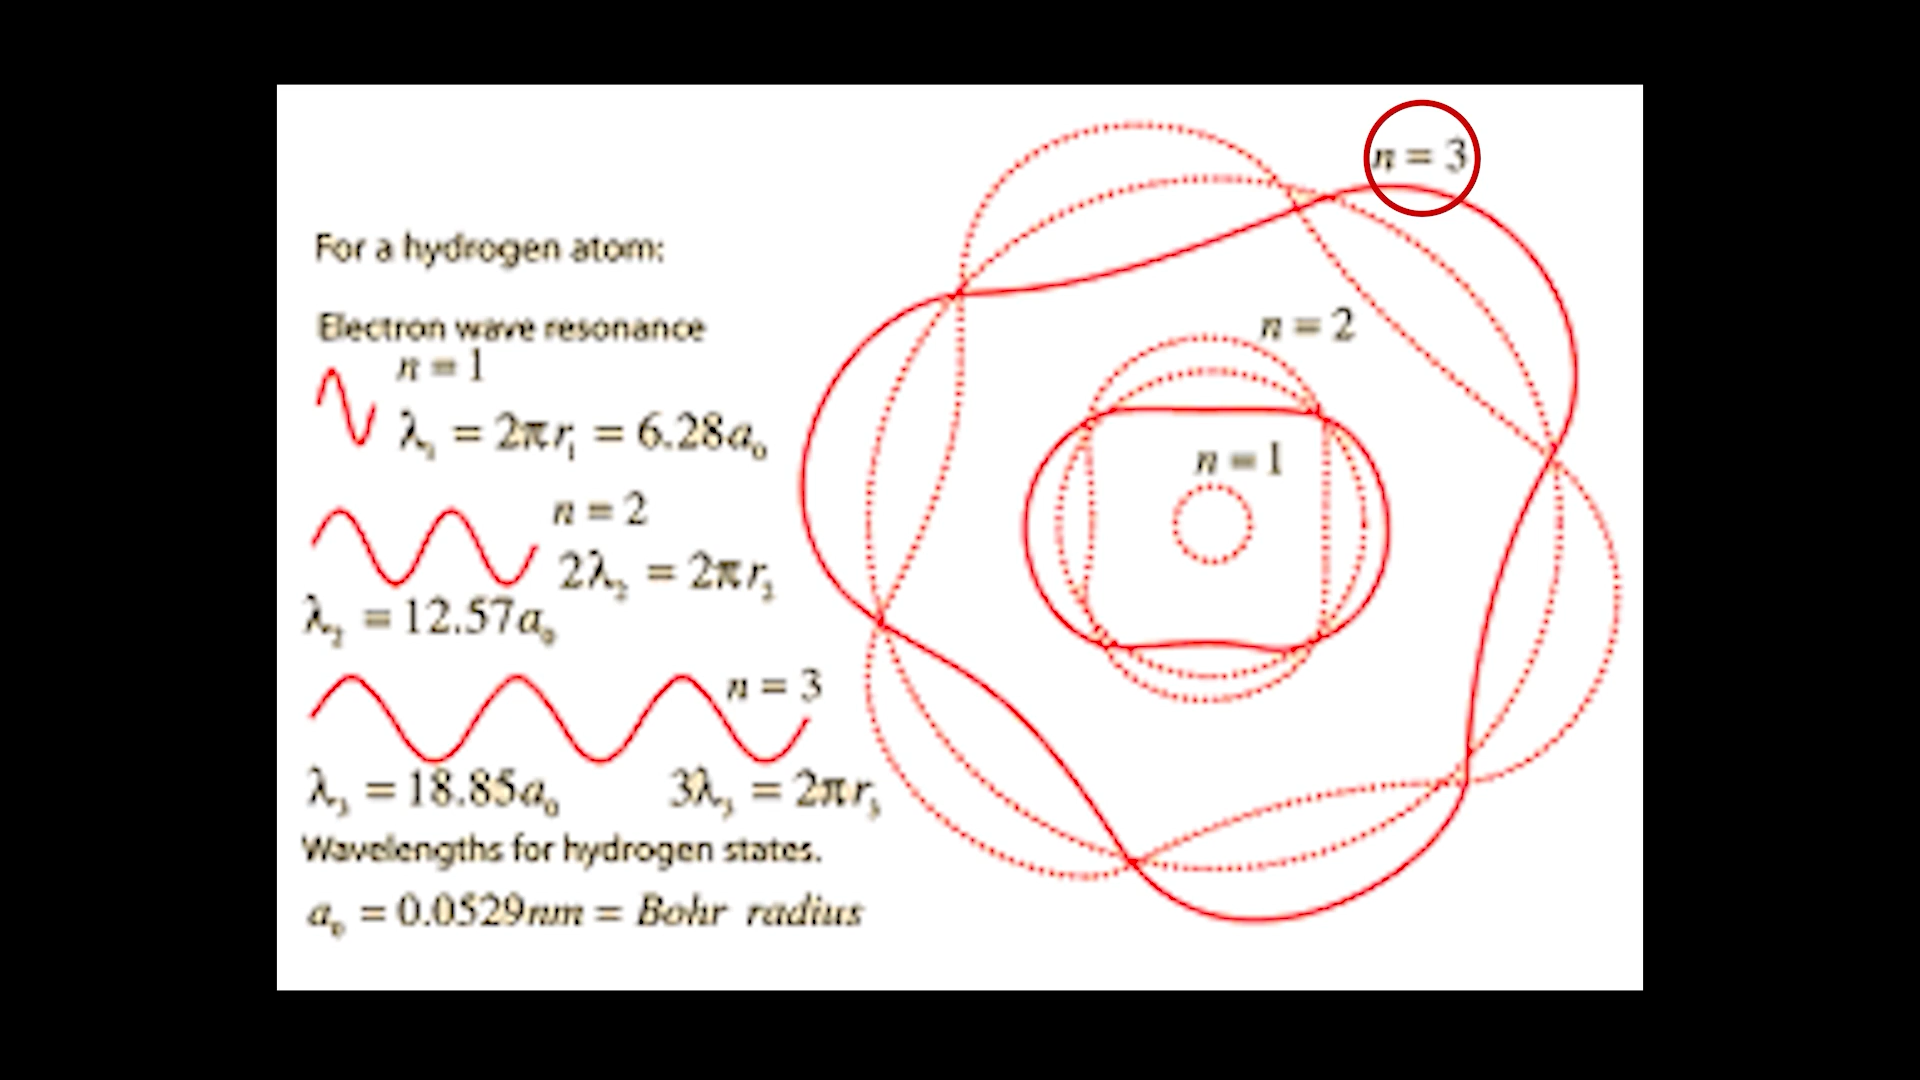 For a hydrogen atom:
Electron wave resonance
n = 1
λ₁ = 2πr₁ = 6.28a₀
n = 2
2λ₂ = 2πr₂
λ₂ = 12.57a₀
n = 3
λ₃ = 18.85a₀ 3λ₃ = 2πr₃
Wavelengths for hydrogen states.
a₀ = 0.0529nm = Bohr radius
n = 3
n = 2
n = 1